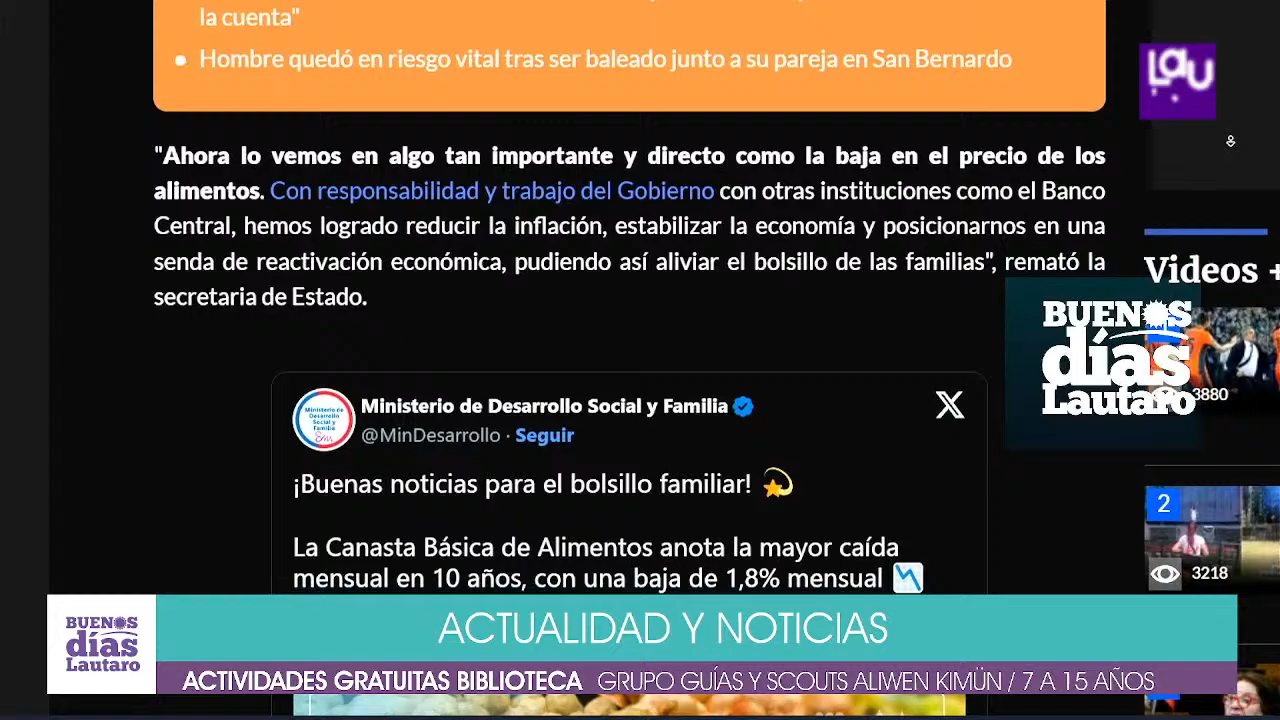 la cuenta"
• Hombre quedó en riesgo vital tras ser baleado junto a su pareja en San Bernardo
"Ahora lo vemos en algo tan importante y directo como la baja en el precio de los
alimentos. Con responsabilidad y trabajo del Gobierno con otras instituciones como el Banco
Central, hemos logrado reducir la inflación, estabilizar la economía y posicionarnos en una
senda de reactivación económica, pudiendo así aliviar el bolsillo de las familias", remató la
secretaria de Estado.
Ministerio de Desarrollo Social y Familia
@MinDesarrollo · Seguir
¡Buenas noticias para el bolsillo familiar! 💫
La Canasta Básica de Alimentos anota la mayor caída
mensual en 10 años, con una baja de 1,8% mensual 📉
Lau
Videos +
BUENOS
días
Lautaro
3880
2
3218
BUENOS
días
Lautaro
ACTUALIDAD Y NOTICIAS
ACTIVIDADES GRATUITAS BIBLIOTECA GRUPO GUÍAS Y SCOUTS ALIWEN KIMÜN / 7 A 15 AÑOS